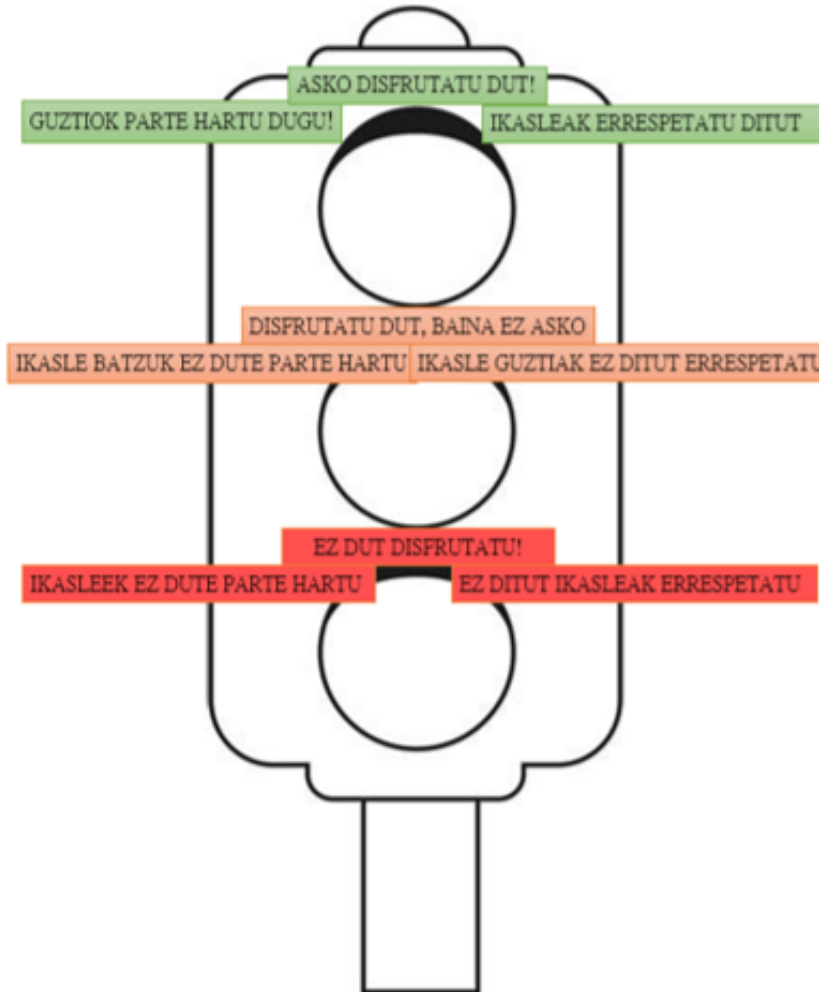 ASKO DISFRUTATU DUT!
GUZTIOK PARTE HARTU DUGU!
IKASLEAK ERRESPETATU DITUT
DISFRUTATU DUT, BAINA EZ ASKO
IKASLE BATZUK EZ DUTE PARTE HARTU
IKASLE GUZTIAK EZ DITUT ERRESPETATU
EZ DUT DISFRUTATU!
IKASLEEK EZ DUTE PARTE HARTU
EZ DITUT IKASLEAK ERRESPETATU